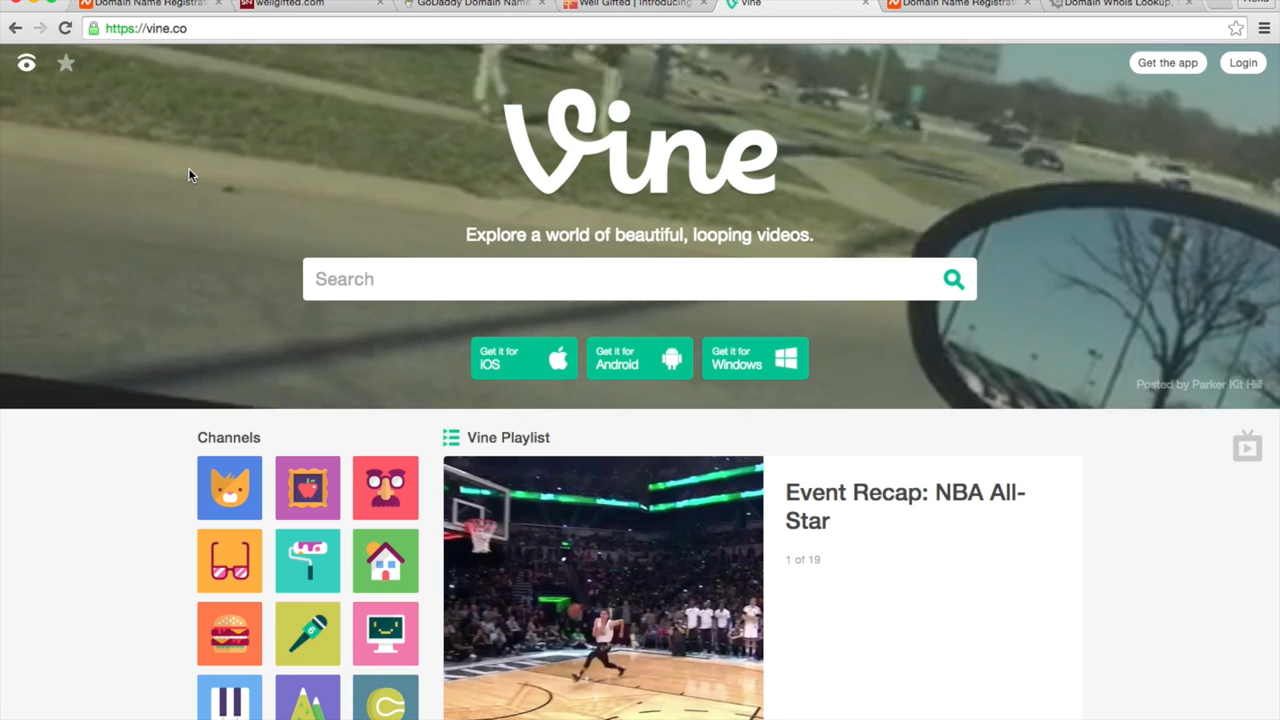 Domain Name Registrat
wellgifted.com
GoDaddy Domain Name
Well Gifted | Introducing
Vine
Domain Name Registrati
Domain Whois Lookup,
https://vine.co
Get the app
Login
Vine
Explore a world of beautiful, looping videos.
Search
Get it for
iOS
Get it for
Android
Get it for
Windows
Posted by Parker Kit Hill
Channels
Vine Playlist
Event Recap: NBA All-
Star
1 of 19
6